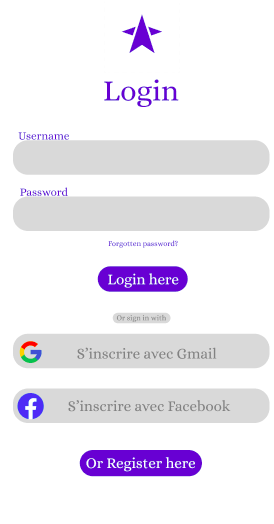 Login
Username
Password
Forgotten password?
Login here
Or sign in with
S'inscrire avec Gmail
S'inscrire avec Facebook
Or Register here